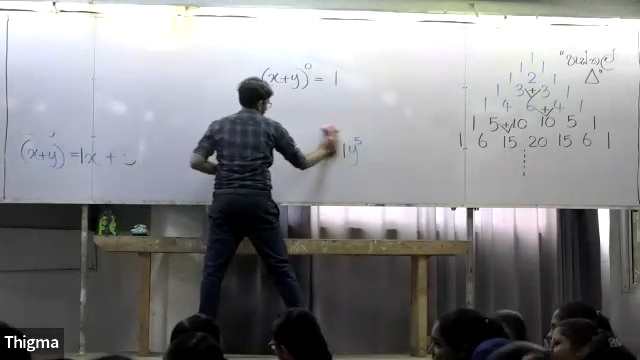 (x+y)⁰ = 1
(x+y)¹ = 1x +
1y⁵
"පාස්කල්
Δ"
1
1 1
1 2 1
1 3 + 3 1
1 4 6 + 4 1
1 5 + 10 10 5 1
1 6 15 20 15 6 1
Thigma